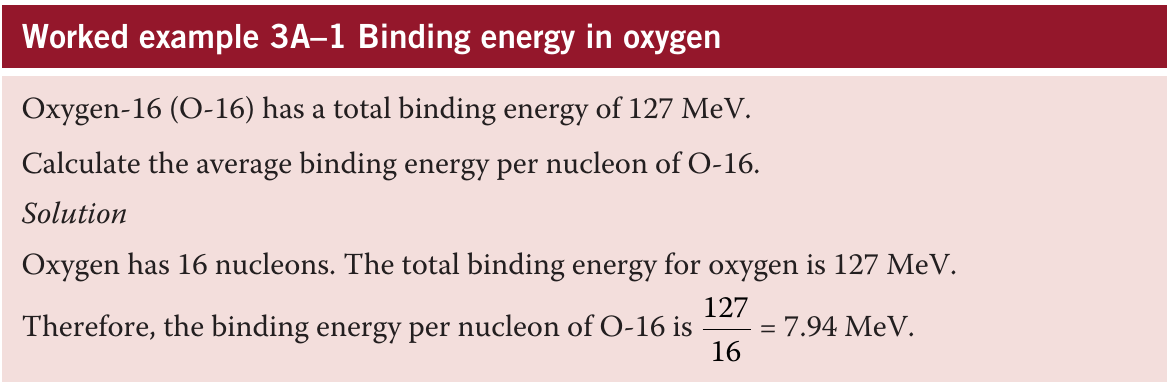 Worked example 3A–1 Binding energy in oxygen
Oxygen-16 (O-16) has a total binding energy of 127 MeV.
Calculate the average binding energy per nucleon of O-16.
Solution
Oxygen has 16 nucleons. The total binding energy for oxygen is 127 MeV.
Therefore, the binding energy per nucleon of O-16 is 127/16 = 7.94 MeV.